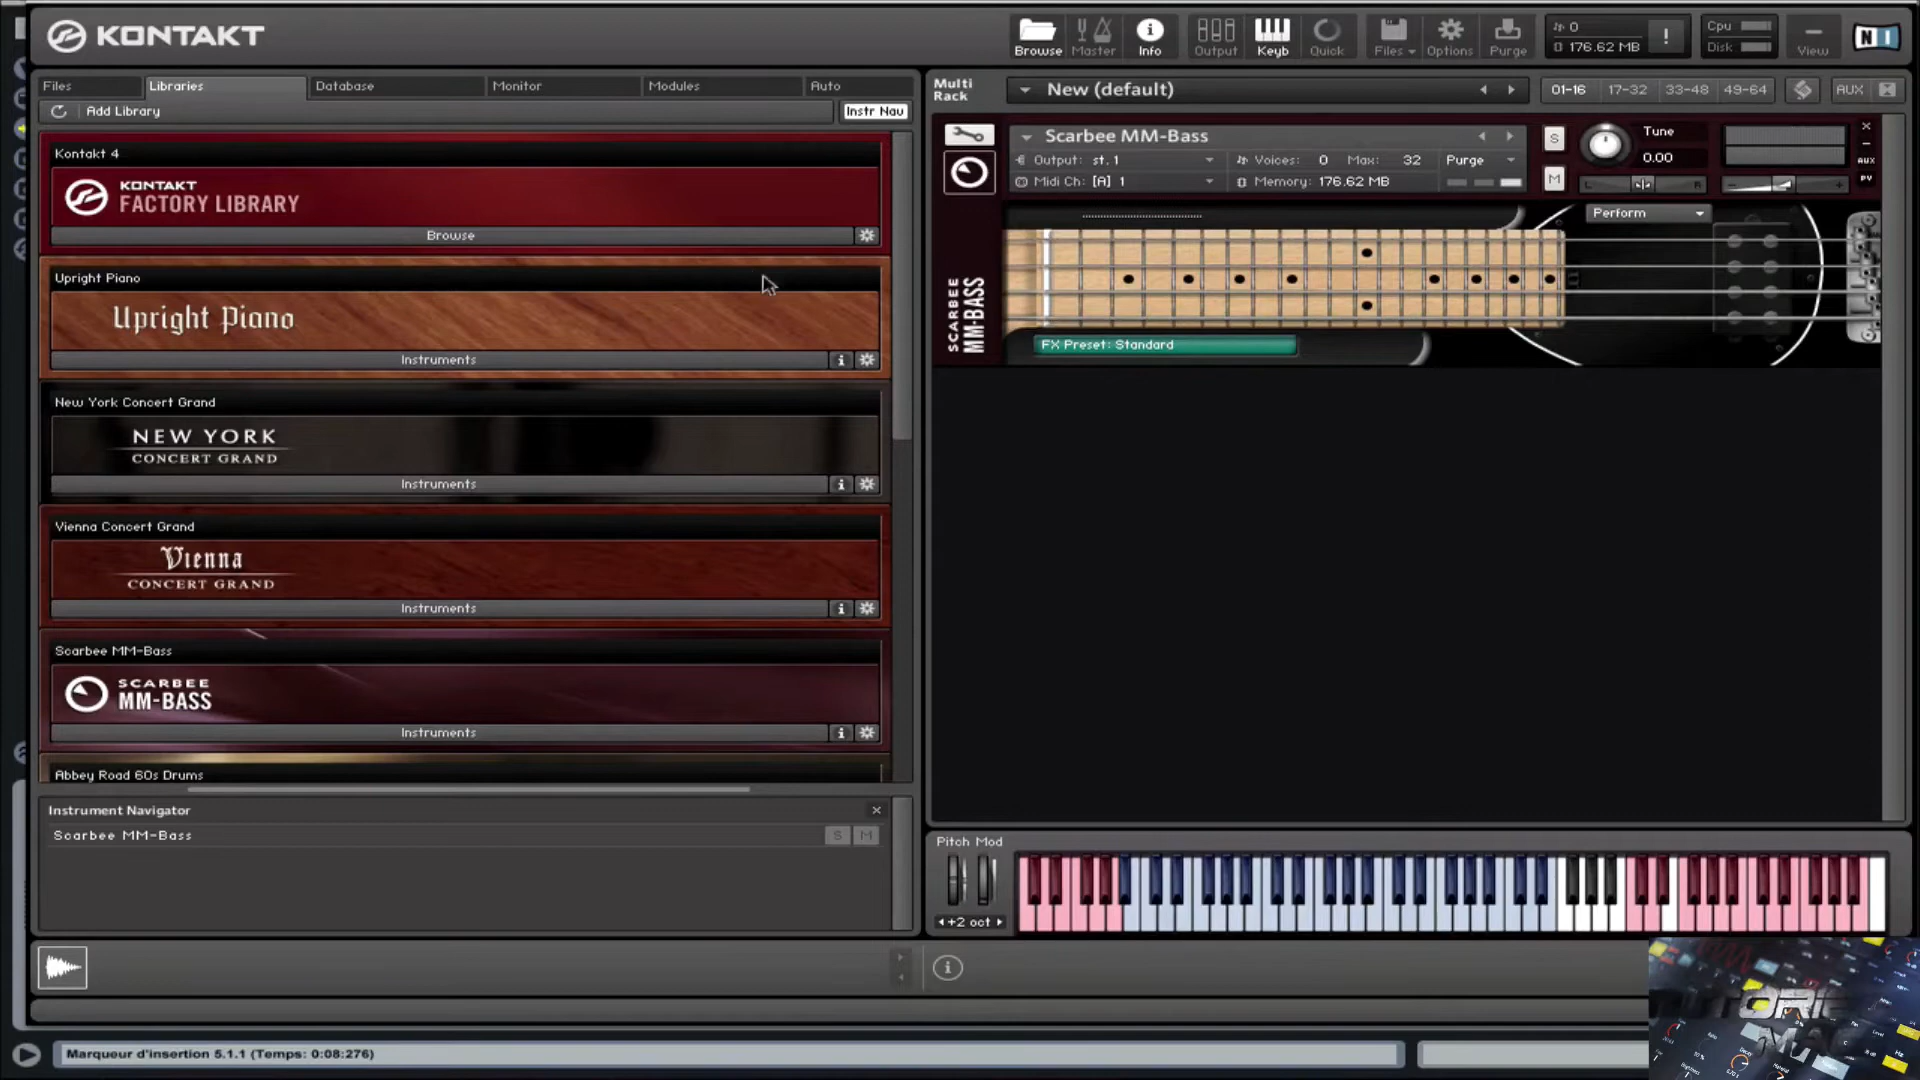 KONTAKT
Browse
Master
Info
Output
Keyb
Quick
Files
Options
Purge
0
176.62 MB
!
Cpu
Disk
View
NI
Files
Libraries
Database
Monitor
Modules
Auto
Add Library
Instr Nav
Kontakt 4
KONTAKT
FACTORY LIBRARY
Browse
Upright Piano
Upright Piano
Instruments
New York Concert Grand
NEW YORK
CONCERT GRAND
Instruments
Vienna Concert Grand
Vienna
CONCERT GRAND
Instruments
Scarbee MM-Bass
SCARBEE
MM-BASS
Instruments
Abbey Road 60s Drums
Instrument Navigator
Scarbee MM-Bass
S M
Multi
Rack
New (default)
01-16
17-32
33-48
49-64
AUX
Scarbee MM-Bass
Output: st.1
Voices: 0 Max: 32
Purge
Midi Ch: [A] 1
Memory: 176.62 MB
S
M
Tune
0.00
L
R
AUX
PV
Perform
SCARBEE
MM-BASS
FX Preset: Standard
Pitch Mod
+2 oct
Marqueur d'insertion 5.1.1 (Temps: 0:08:276)